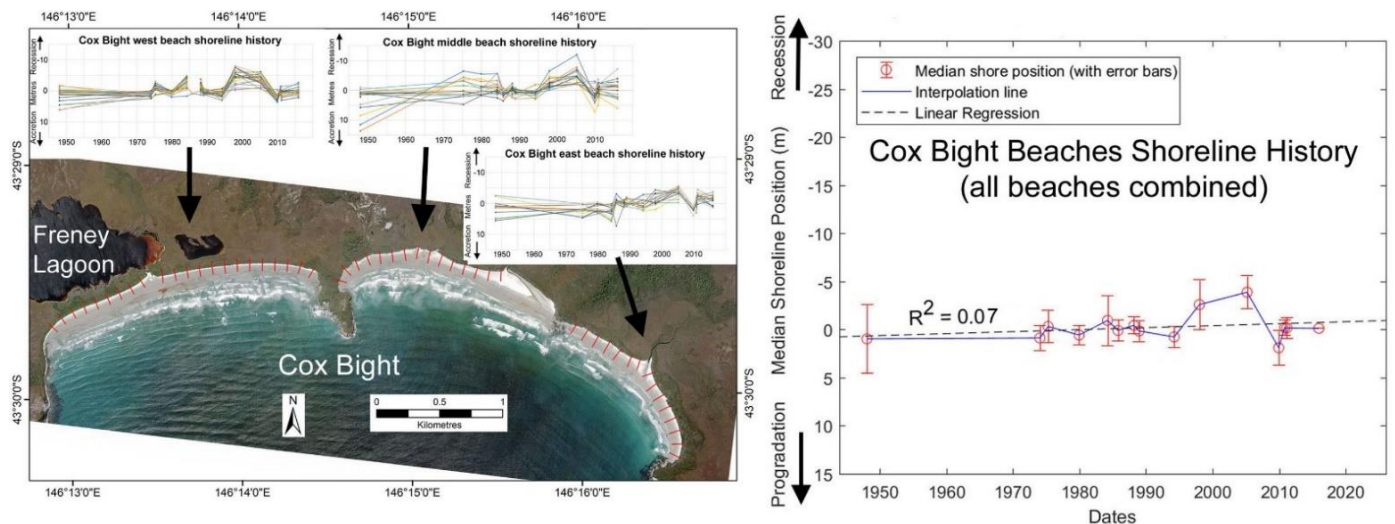 146°13'0"E 146°14'0"E 146°15'0"E 146°16'0"E
Cox Bight west beach shoreline history
Recession
Metres
Accretion
-10
0
10
1950 1960 1970 1980 1990 2000 2010
Cox Bight middle beach shoreline history
Recession
Metres
Accretion
-10
0
10
1950 1960 1970 1980 1990 2000 2010
Cox Bight east beach shoreline history
Recession
Metres
Accretion
-10
0
10
1950 1960 1970 1980 1990 2000 2010
43°29'0"S
43°29'0"S
Freney
Lagoon
Cox Bight
N
0 0.5 1
Kilometres
43°30'0"S
43°30'0"S
146°13'0"E 146°14'0"E 146°15'0"E 146°16'0"E
Recession
Median Shoreline Position (m)
Progradation
-30
-25
-20
-15
-10
-5
0
5
10
15
Median shore position (with error bars)
Interpolation line
Linear Regression
Cox Bight Beaches Shoreline History
(all beaches combined)
R² = 0.07
1950 1960 1970 1980 1990 2000 2010 2020
Dates